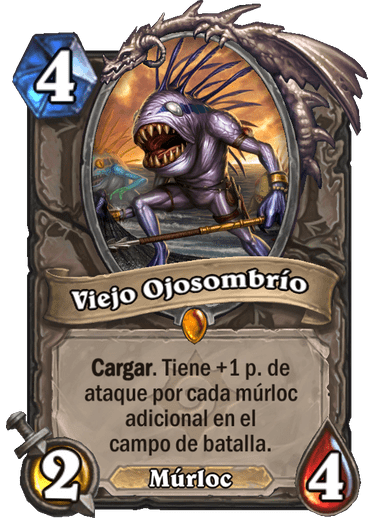 4
Viejo Ojosombrío
Cargar. Tiene +1 p. de
ataque por cada múrloc
adicional en el
campo de batalla.
2
Múrloc
4